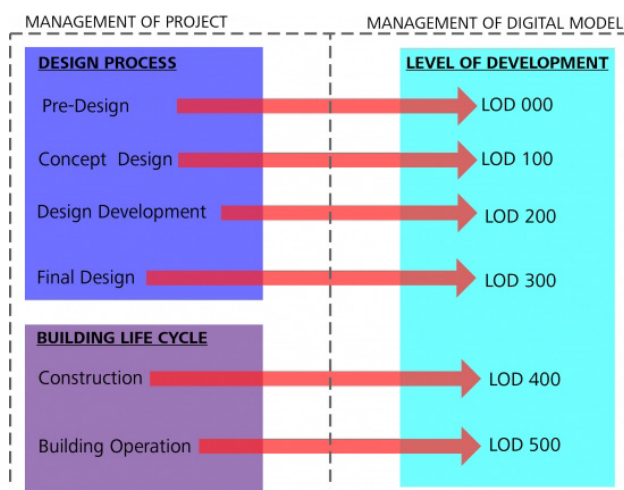 MANAGEMENT OF PROJECT
MANAGEMENT OF DIGITAL MODEL
DESIGN PROCESS
LEVEL OF DEVELOPMENT
Pre-Design
LOD 000
Concept Design
LOD 100
Design Development
LOD 200
Final Design
LOD 300
BUILDING LIFE CYCLE
Construction
LOD 400
Building Operation
LOD 500